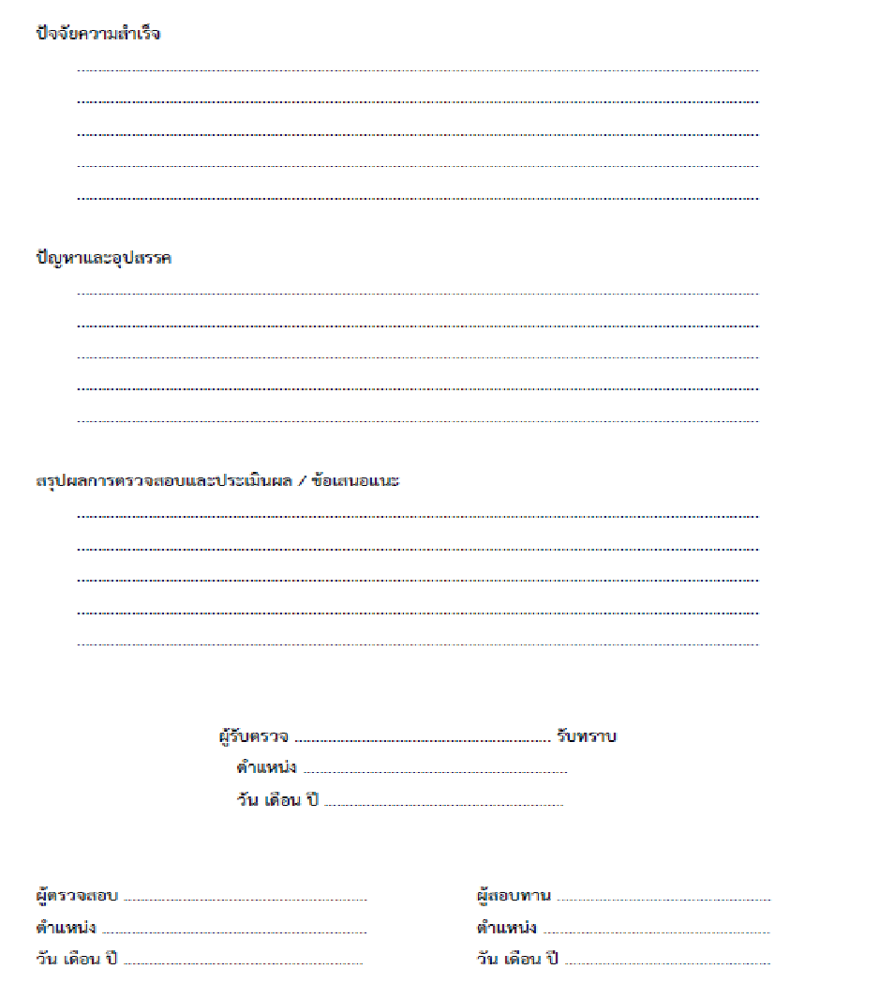 ปัจจัยความสำเร็จ
................................................................................
................................................................................
................................................................................
................................................................................
................................................................................
ปัญหาและอุปสรรค
................................................................................
................................................................................
................................................................................
................................................................................
................................................................................
สรุปผลการตรวจสอบและประเมินผล / ข้อเสนอแนะ
................................................................................
................................................................................
................................................................................
................................................................................
................................................................................
ผู้รับตรวจ ............................................................. รับทราบ
ตำแหน่ง ...............................................................
วัน เดือน ปี .........................................................
ผู้ตรวจสอบ .......................................................... ผู้สอบทาน ...................................................
ตำแหน่ง ............................................................... ตำแหน่ง ......................................................
วัน เดือน ปี ......................................................... วัน เดือน ปี .................................................